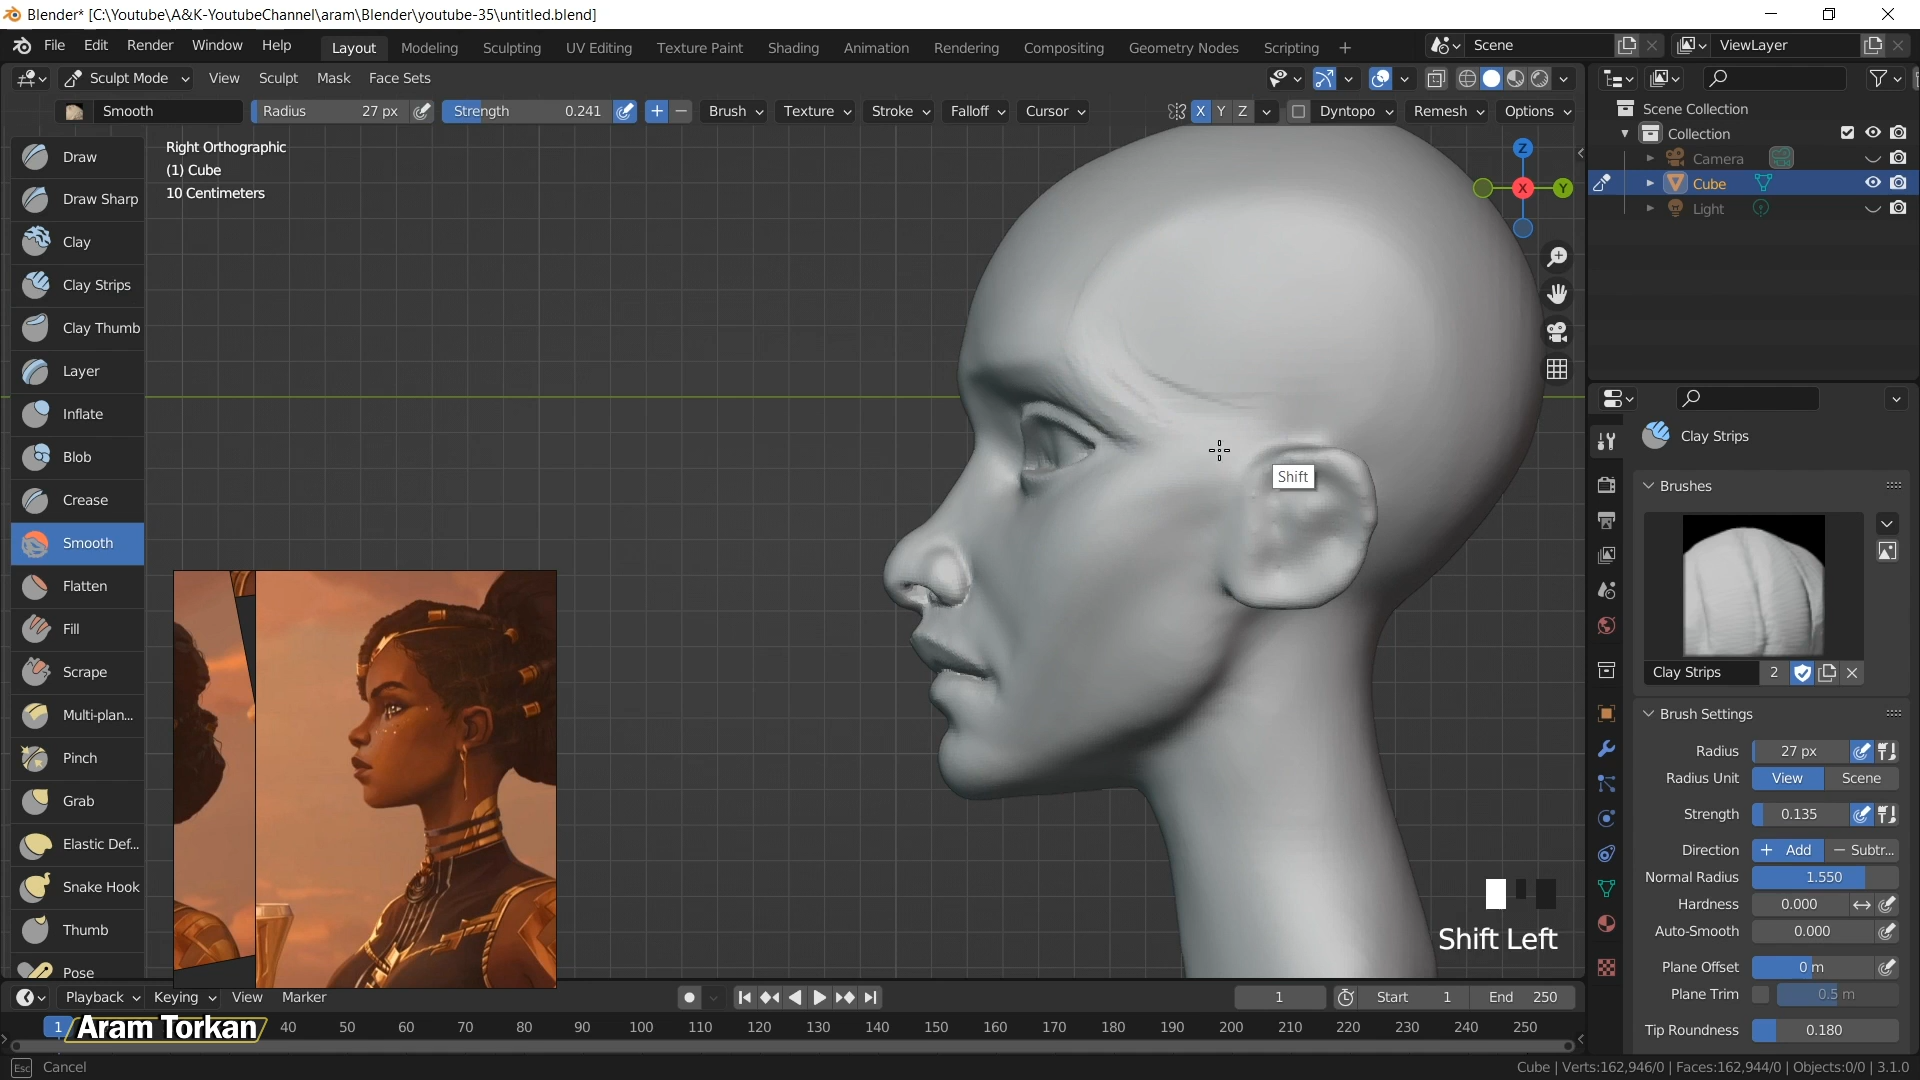 Blender* [C:\Youtube\A&K-YoutubeChannel\aram\Blender\youtube-35\untitled.blend]
File Edit Render Window Help Layout Modeling Sculpting UV Editing Texture Paint Shading Animation Rendering Compositing Geometry Nodes Scripting + Scene ViewLayer
Sculpt Mode View Sculpt Mask Face Sets
Smooth Radius 27 px Strength 0.241 + − Brush Texture Stroke Falloff Cursor X Y Z Dyntopo Remesh Options
Scene Collection
Collection
Camera
Cube
Light
Right Orthographic
(1) Cube
10 Centimeters
Z
X
Y
Draw
Draw Sharp
Clay
Clay Strips
Clay Thumb
Layer
Inflate
Blob
Crease
Smooth
Flatten
Fill
Scrape
Multi-plan...
Pinch
Grab
Elastic Def...
Snake Hook
Thumb
Pose
Shift
Shift Left
Clay Strips
Brushes
Clay Strips 2
Brush Settings
Radius 27 px
Radius Unit View Scene
Strength 0.135
Direction + Add − Subtr...
Normal Radius 1.550
Hardness 0.000
Auto-Smooth 0.000
Plane Offset 0 m
Plane Trim 0.5 m
Tip Roundness 0.180
Playback Keying View Marker 1 Start 1 End 250
1 Aram Torkan 40 50 60 70 80 90 100 110 120 130 140 150 160 170 180 190 200 210 220 230 240 250
Esc Cancel
Cube | Verts:162,946/0 | Faces:162,944/0 | Objects:0/0 | 3.1.0